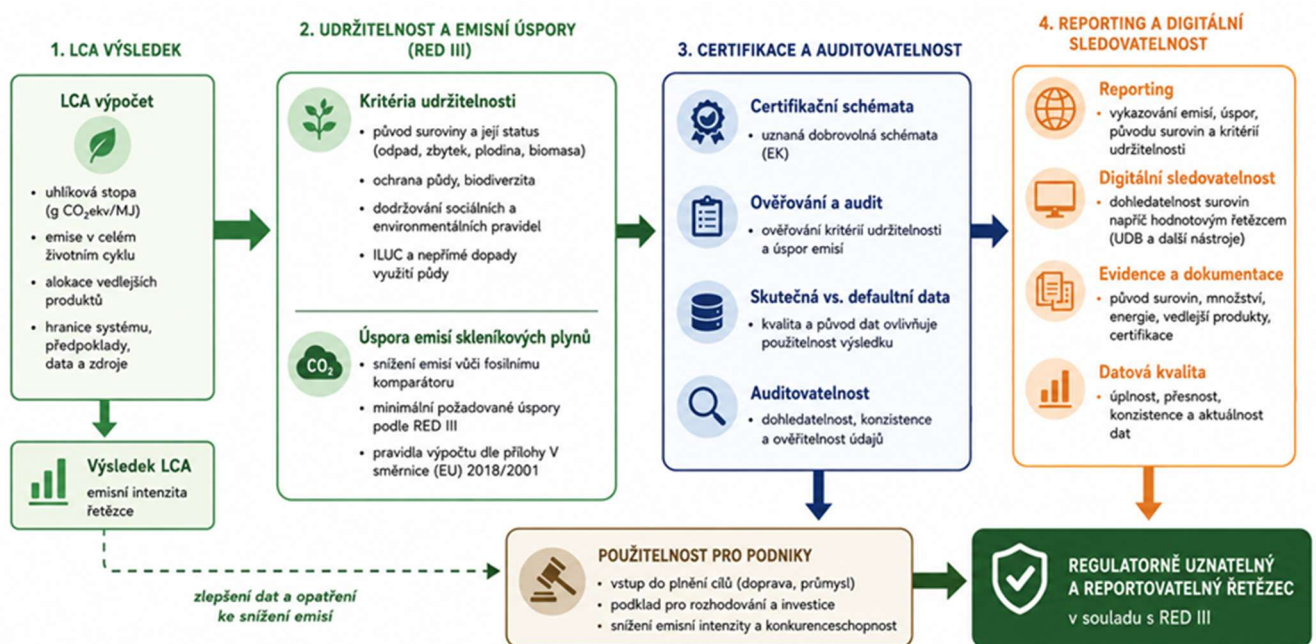 1. LCA VÝSLEDEK
LCA výpočet
• uhlíková stopa
(g CO₂ekv/MJ)
• emise v celém
životním cyklu
• alokace vedlejších
produktů
• hranice systému,
předpoklady,
data a zdroje
Výsledek LCA
emisní intenzita
řetězce
zlepšení dat a opatření
ke snížení emisí
2. UDRŽITELNOST A EMISNÍ ÚSPORY
(RED III)
Kritéria udržitelnosti
• původ suroviny a její status
(odpad, zbytek, plodina, biomasa)
• ochrana půdy, biodiverzita
• dodržování sociálních a
environmentálních pravidel
• ILUC a nepřímé dopady
využití půdy
CO₂
Úspora emisí skleníkových plynů
• snížení emisí vůči fosilnímu
komparátoru
• minimální požadované úspory
podle RED III
• pravidla výpočtu dle přílohy V
směrnice (EU) 2018/2001
3. CERTIFIKACE A AUDITOVATELNOST
Certifikační schémata
• uznaná dobrovolná schémata
(EK)
Ověřování a audit
• ověřování kritérií udržitelnosti
a úspor emisí
Skutečná vs. defaultní data
• kvalita a původ dat ovlivňuje
použitelnost výsledku
Auditovatelnost
• dohledatelnost, konzistence
a ověřitelnost údajů
4. REPORTING A DIGITÁLNÍ
SLEDOVATELNOST
Reporting
• vykazování emisí, úspor,
původu surovin a kritérií
udržitelnosti
Digitální sledovatelnost
• dohledatelnost surovin
napříč hodnotovým řetězcem
(UDB a další nástroje)
Evidence a dokumentace
• původ surovin, množství,
energie, vedlejší produkty,
certifikace
Datová kvalita
• úplnost, přesnost,
konzistence a aktuálnost
dat
POUŽITELNOST PRO PODNIKY
• vstup do plnění cílů (doprava, průmysl)
• podklad pro rozhodování a investice
• snížení emisní intenzity a konkurenceschopnost
REGULATORNĚ UZNATELNÝ
A REPORTOVATELNÝ ŘETĚZEC
v souladu s RED III